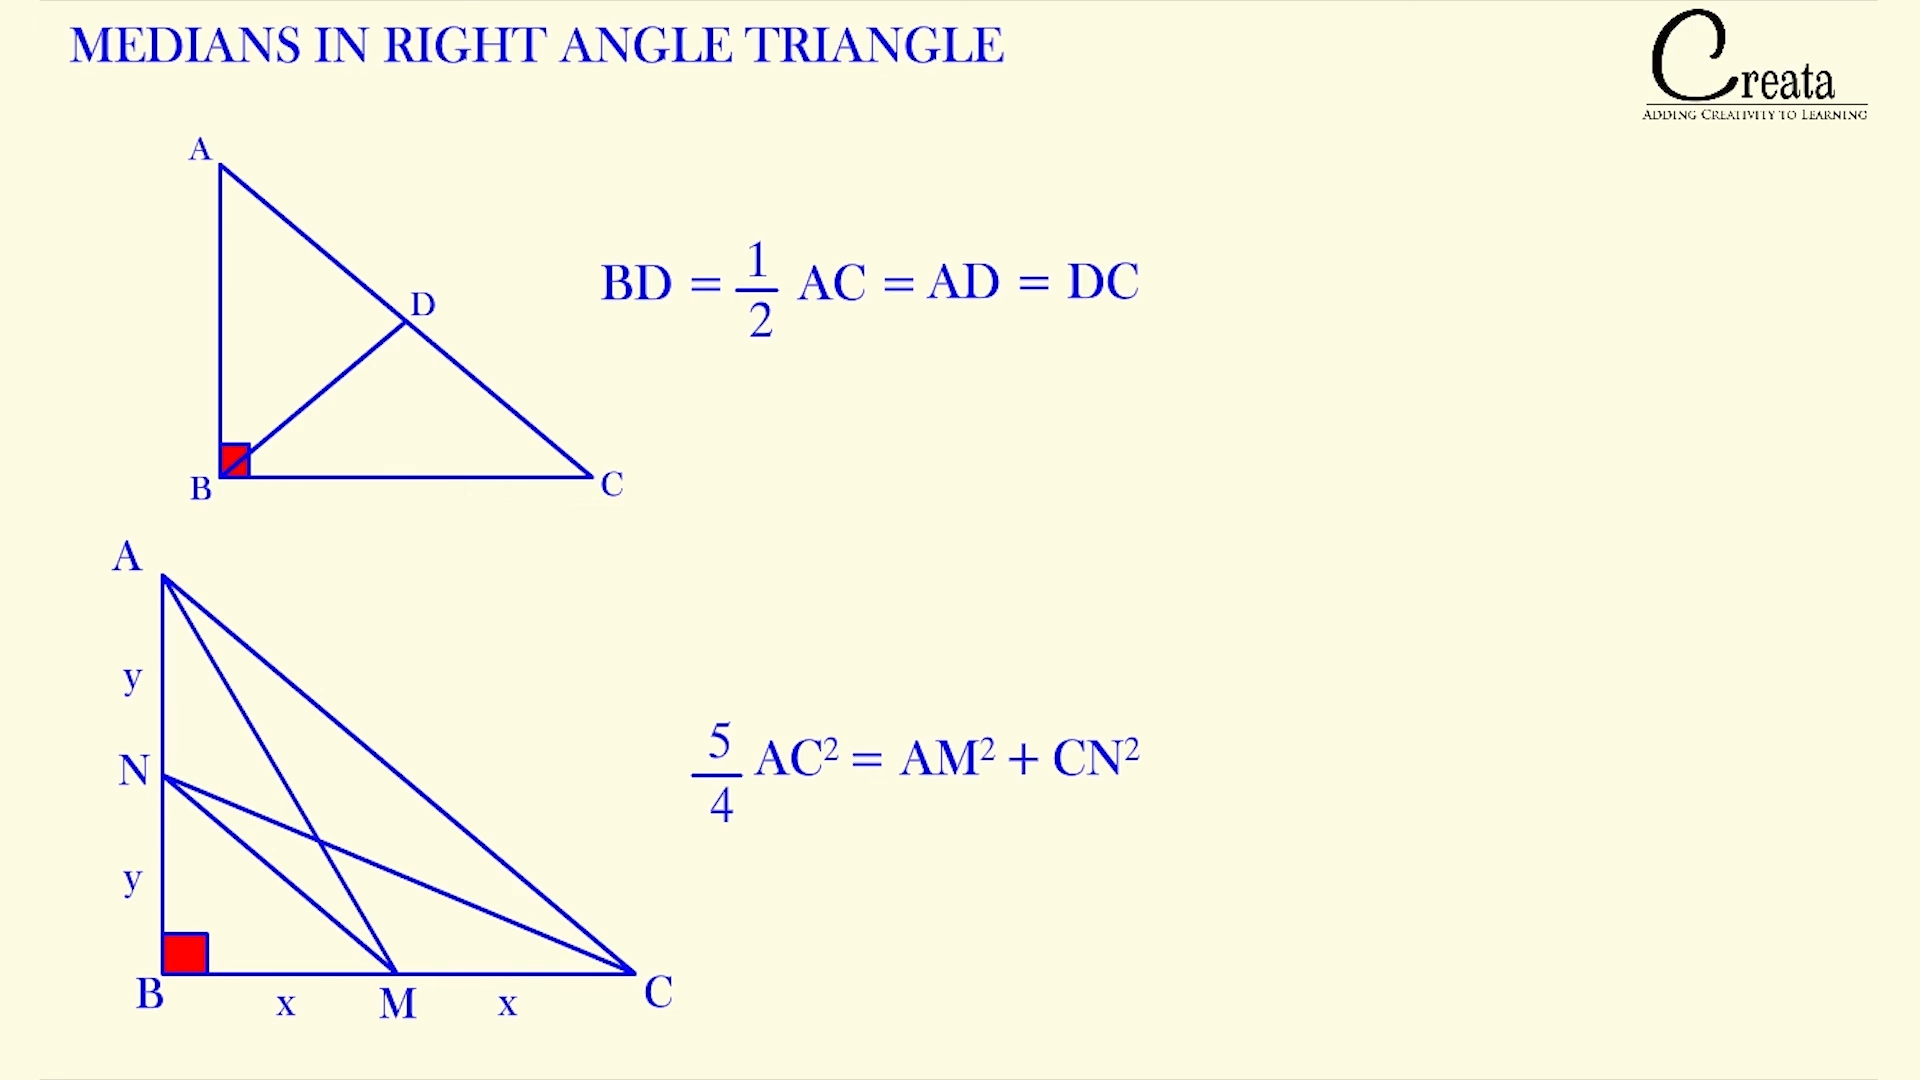 MEDIANS IN RIGHT ANGLE TRIANGLE
Creata
ADDING CREATIVITY TO LEARNING
A
D
B
C
BD = 1/2 AC = AD = DC
A
y
N
y
B
x
M
x
C
5/4 AC² = AM² + CN²